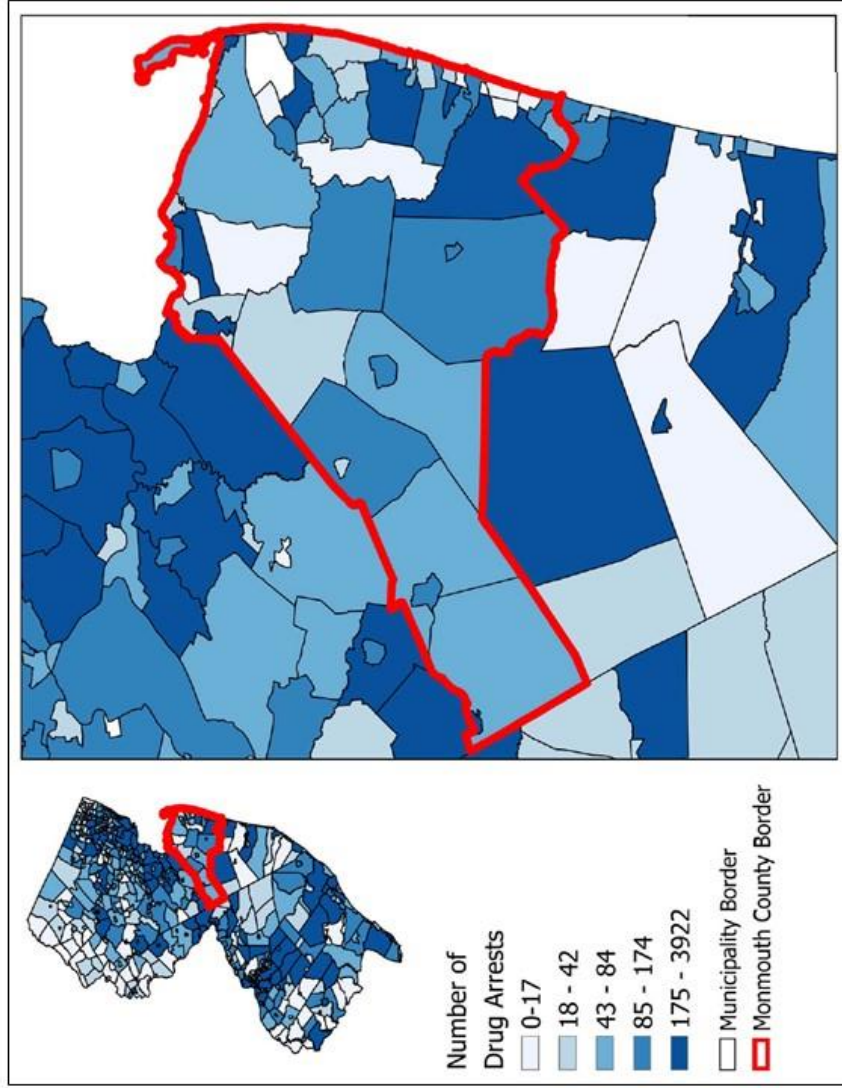 Number of
Drug Arrests
0-17
18 - 42
43 - 84
85 - 174
175 - 3922
Municipality Border
Monmouth County Border